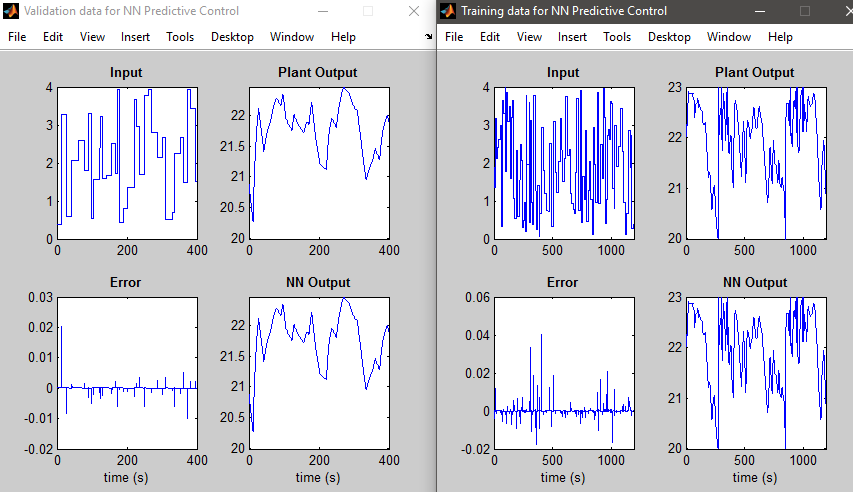 Validation data for NN Predictive Control
File Edit View Insert Tools Desktop Window Help
Input
4
3
2
1
0
0 200 400
Plant Output
22
21.5
21
20.5
20
0 200 400
Error
0.03
0.02
0.01
0
-0.01
-0.02
0 200 400
time (s)
NN Output
22
21.5
21
20.5
20
0 200 400
time (s)
Training data for NN Predictive Control
File Edit View Insert Tools Desktop Window Help
Input
4
3
2
1
0
0 500 1000
Plant Output
23
22
21
20
0 500 1000
Error
0.06
0.04
0.02
0
-0.02
0 500 1000
time (s)
NN Output
23
22
21
20
0 500 1000
time (s)